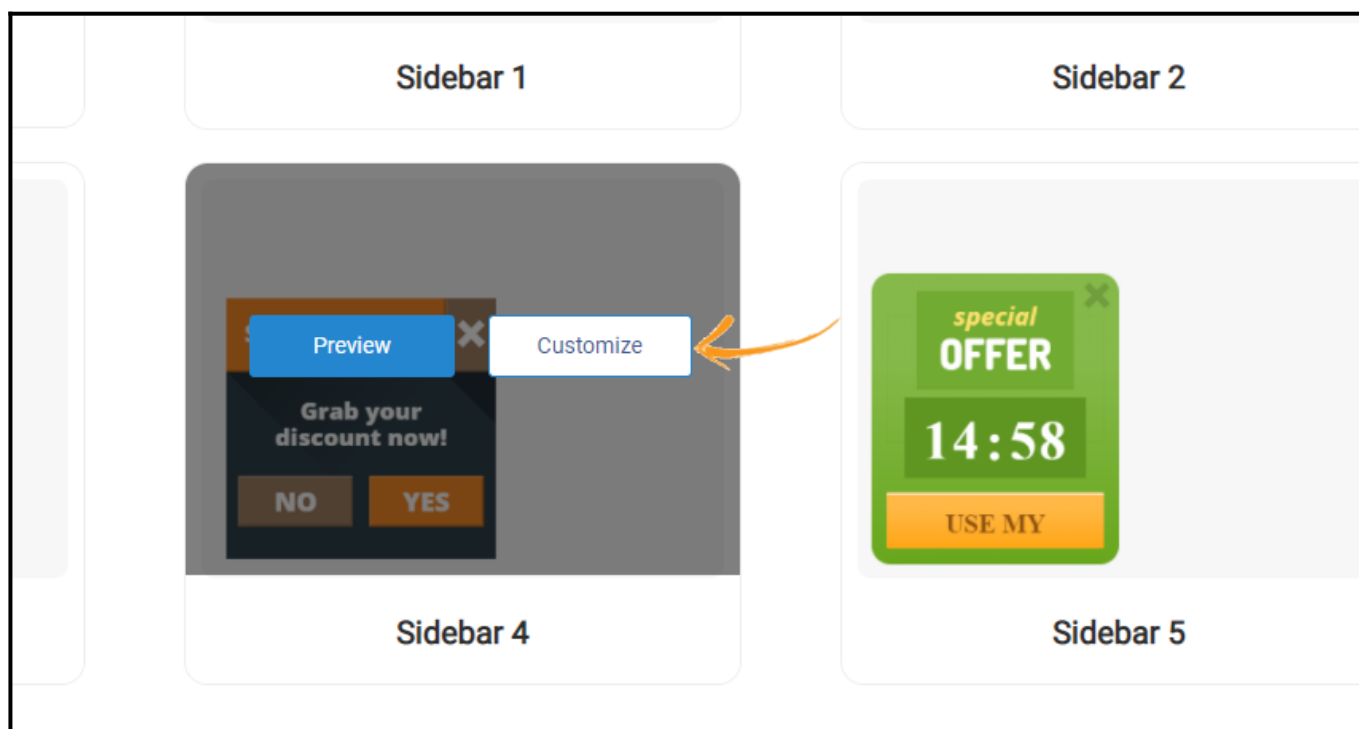 Sidebar 1
Sidebar 2
Preview
Customize
Grab your
discount now!
NO
YES
Sidebar 4
special
OFFER
14:58
USE MY
Sidebar 5